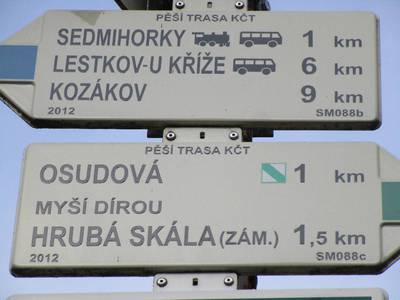 PĚŠÍ TRASA KČT
SEDMIHORKY 1 km
LESTKOV-U KŘÍŽE 6 km
KOZÁKOV 9 km
2012 SM088b
PĚŠÍ TRASA KČT
OSUDOVÁ 1 km
MYŠÍ DÍROU
HRUBÁ SKÁLA (ZÁM.) 1,5 km
2012 SM088c